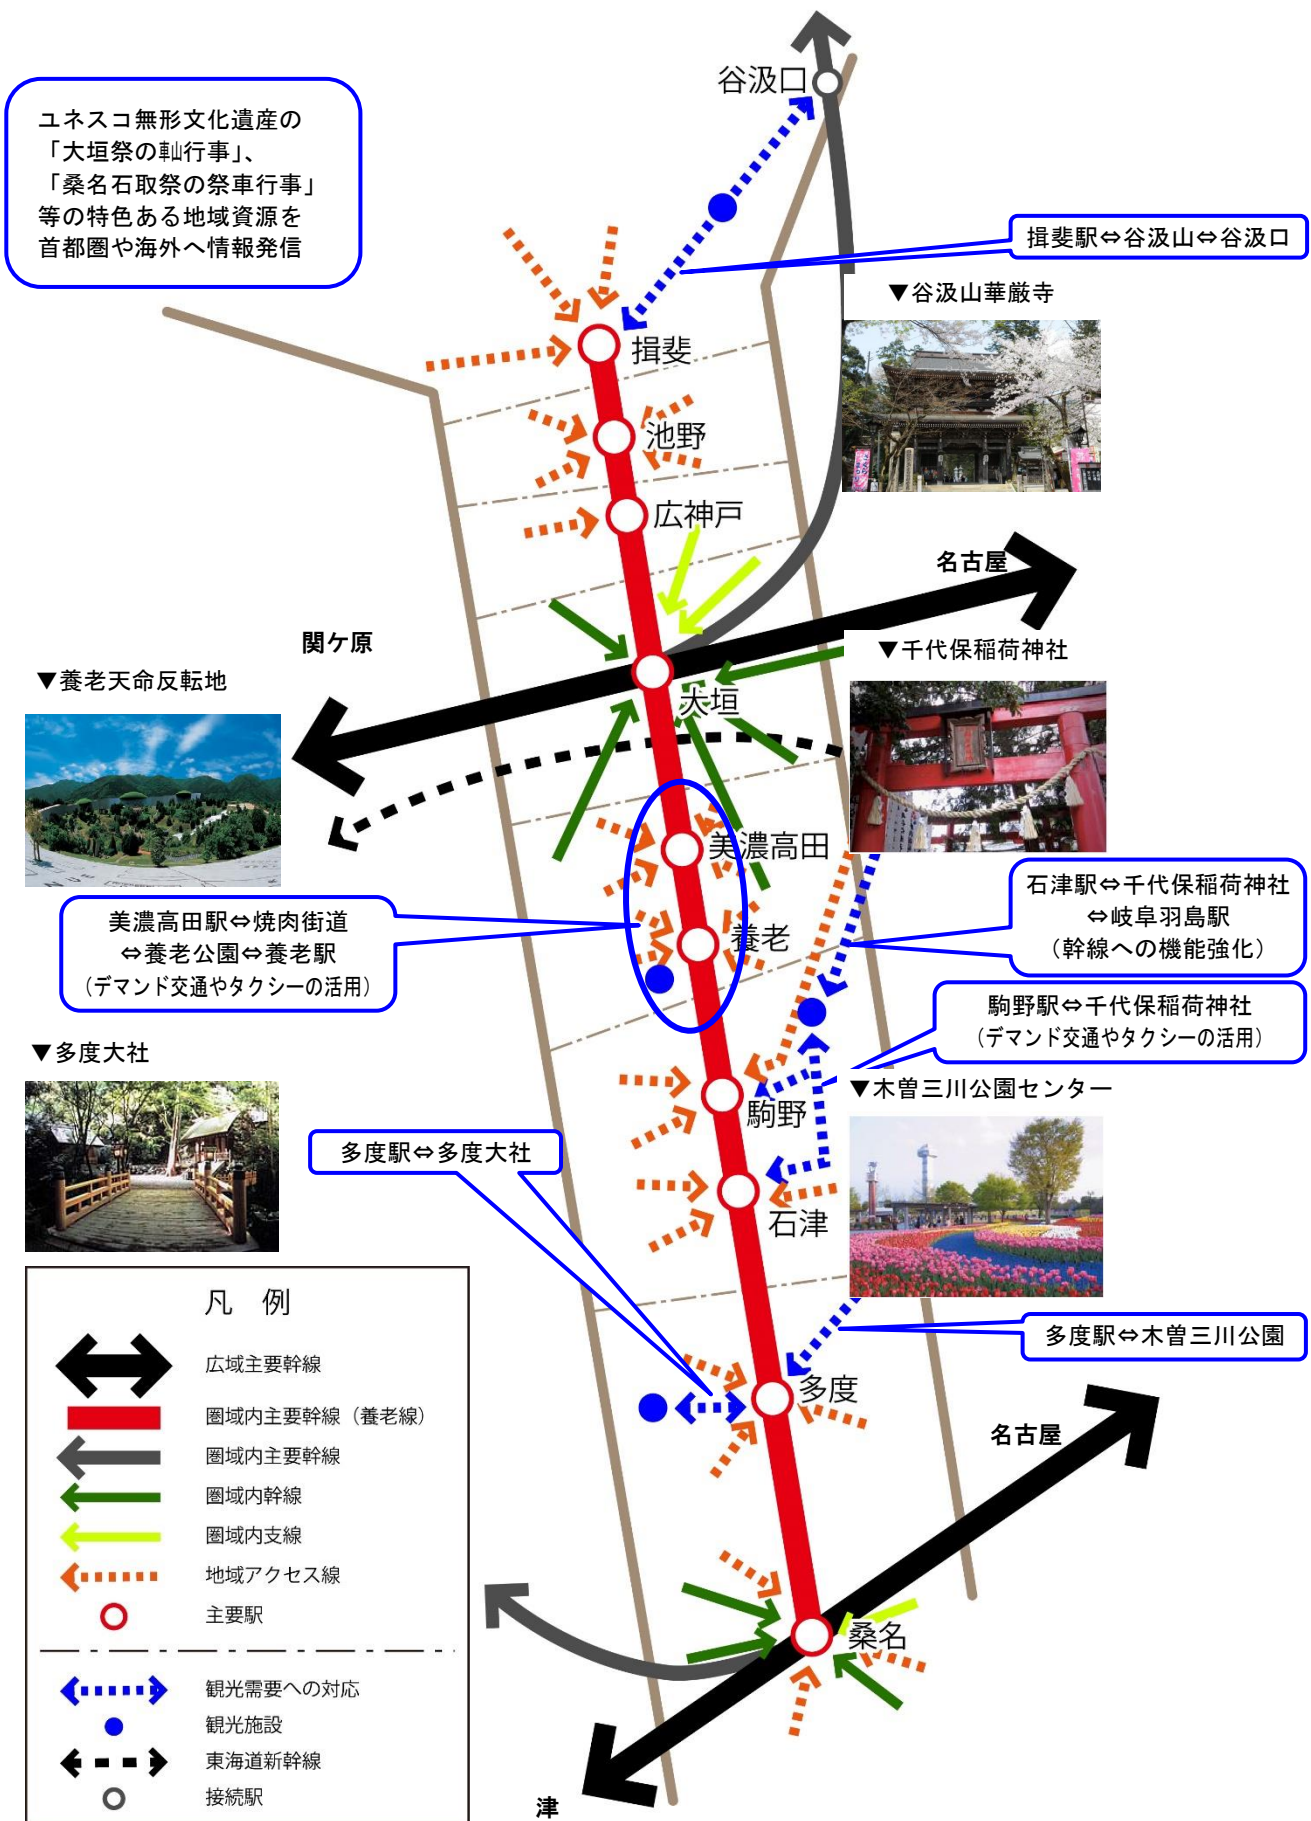 谷汲口
ユネスコ無形文化遺産の
「大垣祭の軕行事」、
「桑名石取祭の祭車行事」
等の特色ある地域資源を
首都圏や海外へ情報発信
揖斐駅⇔谷汲山⇔谷汲口
▼谷汲山華厳寺
揖斐
池野
広神戸
名古屋
関ケ原
▼千代保稲荷神社
▼養老天命反転地
大垣
美濃高田
石津駅⇔千代保稲荷神社
⇔岐阜羽島駅
（幹線への機能強化）
美濃高田駅⇔焼肉街道
⇔養老公園⇔養老駅
（デマンド交通やタクシーの活用）
養老
駒野駅⇔千代保稲荷神社
（デマンド交通やタクシーの活用）
▼多度大社
▼木曽三川公園センター
駒野
多度駅⇔多度大社
石津
凡 例
広域主要幹線
圏域内主要幹線（養老線）
圏域内主要幹線
圏域内幹線
圏域内支線
地域アクセス線
主要駅
観光需要への対応
観光施設
東海道新幹線
接続駅
多度駅⇔木曽三川公園
多度
名古屋
桑名
津